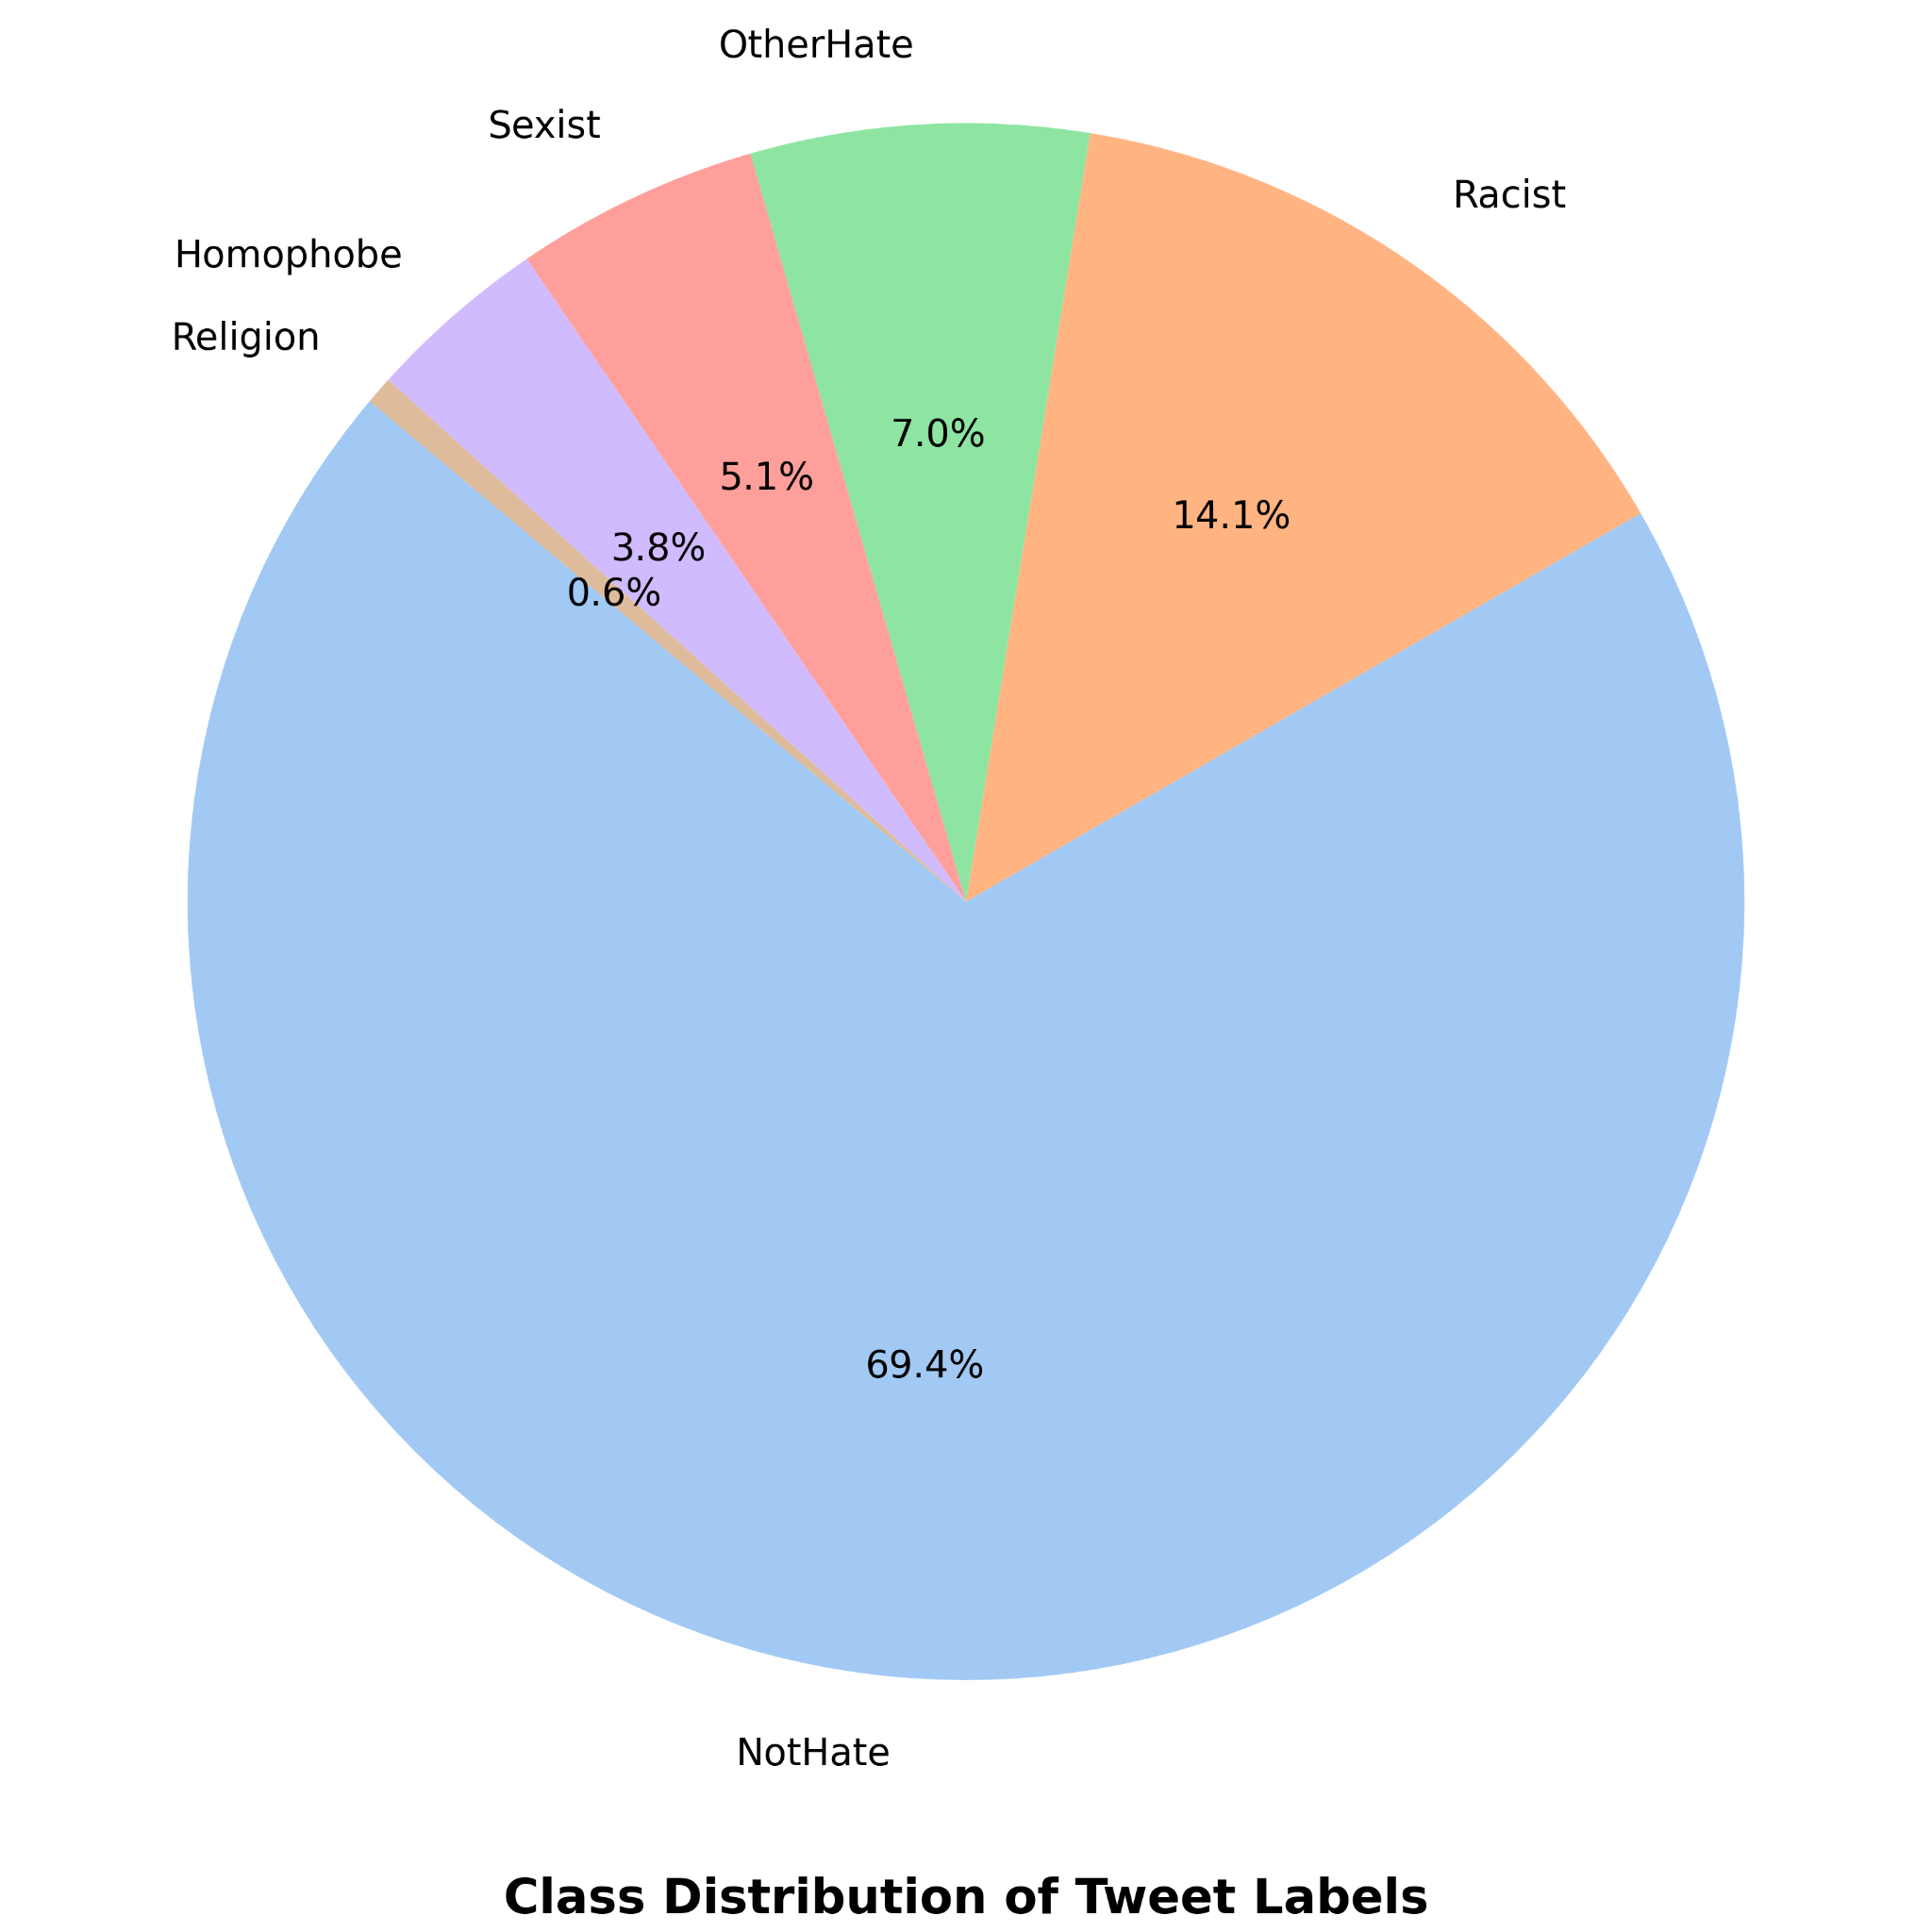 OtherHate
Sexist
Racist
Homophobe
Religion
7.0%
5.1%
14.1%
3.8%
0.6%
69.4%
NotHate
Class Distribution of Tweet Labels